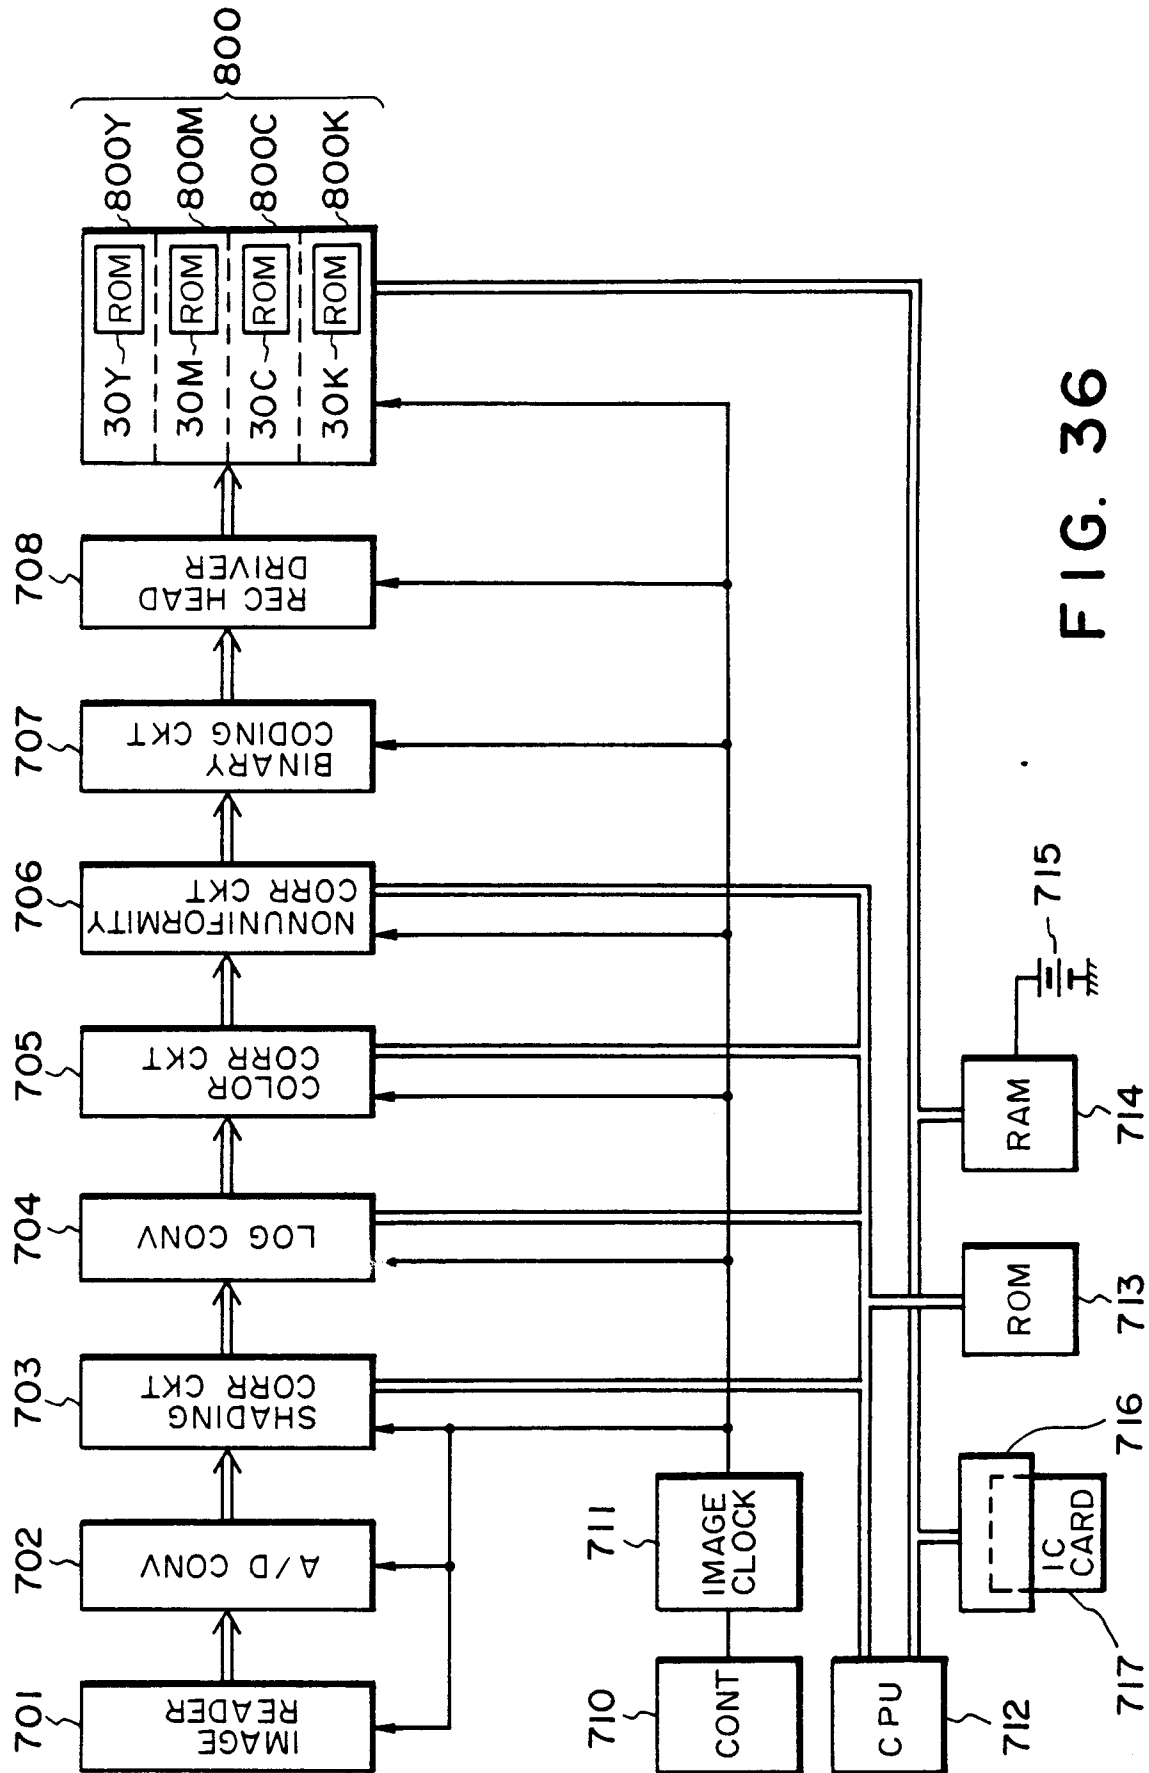 701
IMAGE
READER
702
A/D CONV
703
SHADING
CORR CKT
704
LOG CONV
705
COLOR
CORR CKT
706
NONUNIFORMITY
CORR CKT
707
BINARY
CODING CKT
708
REC HEAD
DRIVER
800
800Y
800M
800C
800K
30Y
ROM
30M
ROM
30C
ROM
30K
ROM
710
CONT
711
IMAGE
CLOCK
CPU
712
IC
CARD
716
717
ROM
713
RAM
714
715
FIG. 36